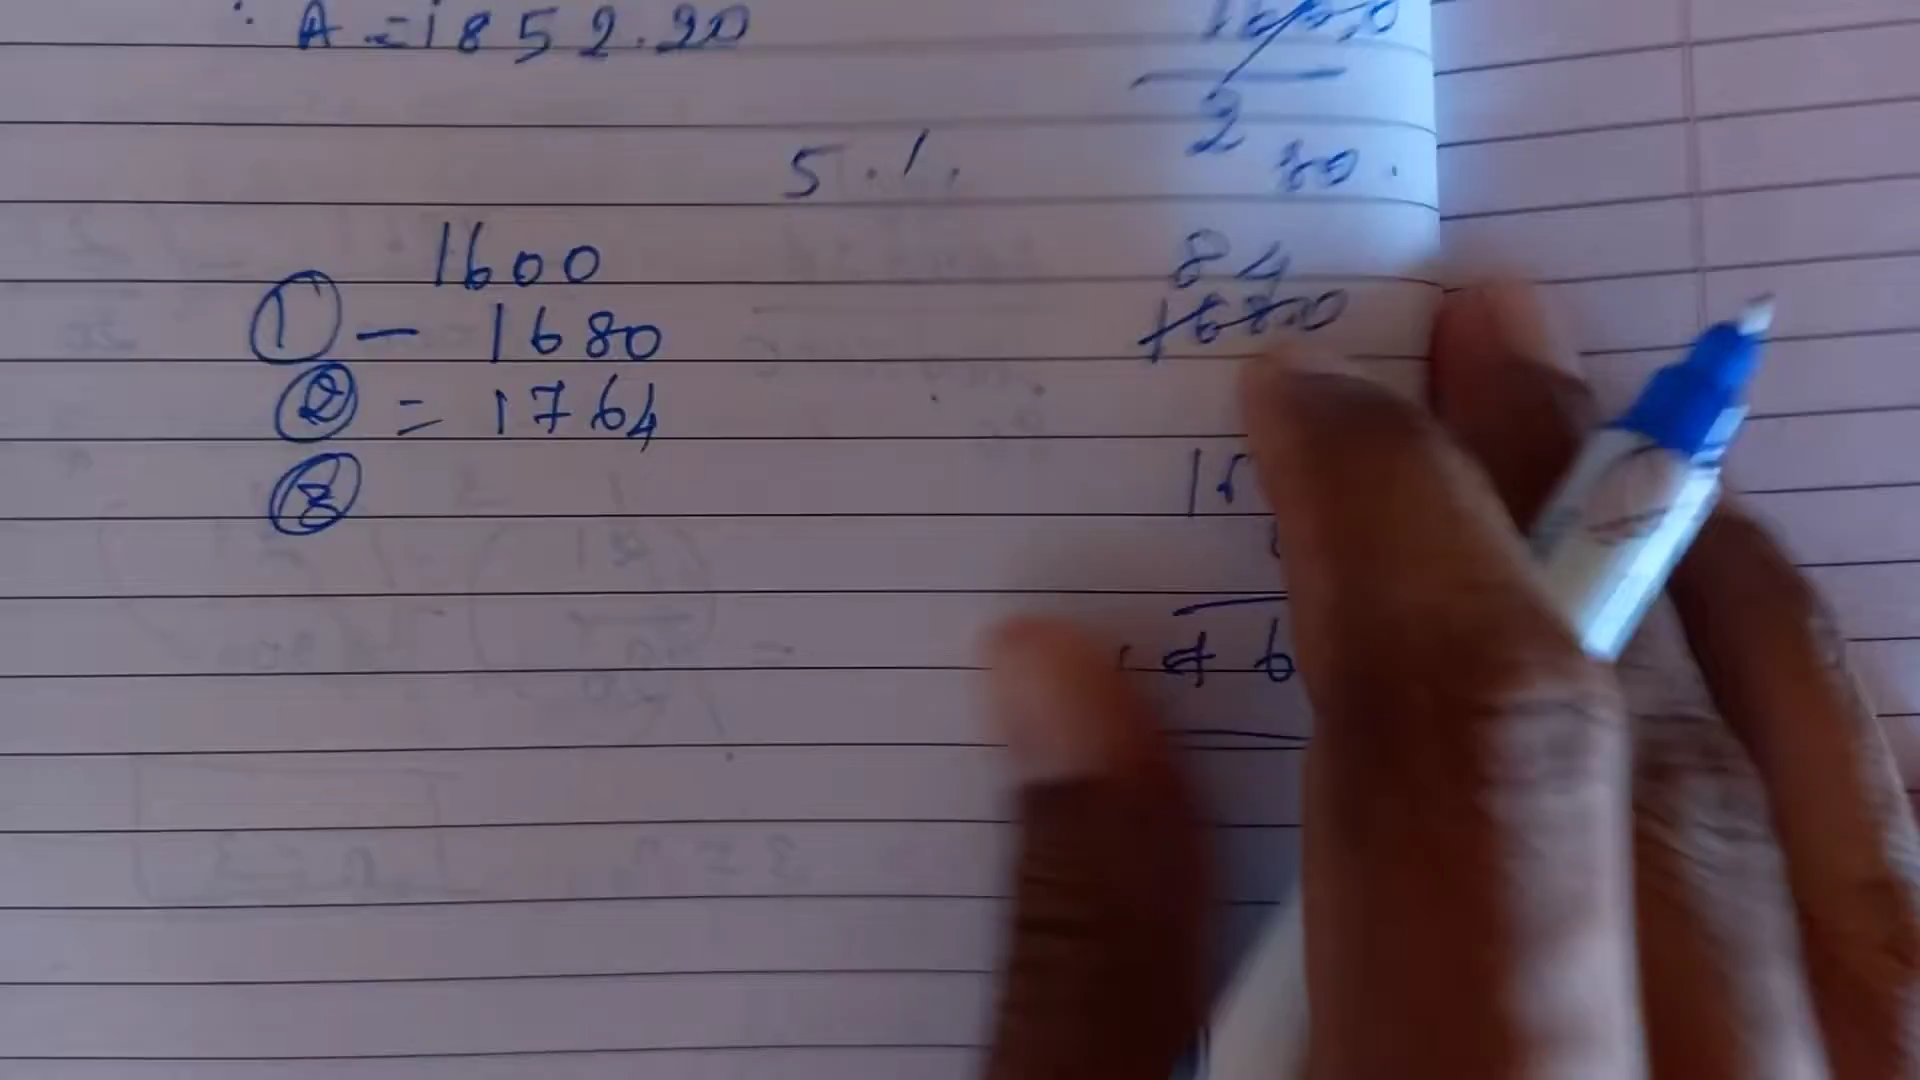 ∴ A = 1852.20
2
5 %
80.
1600
84
① - 1680
1680
② = 1764
③